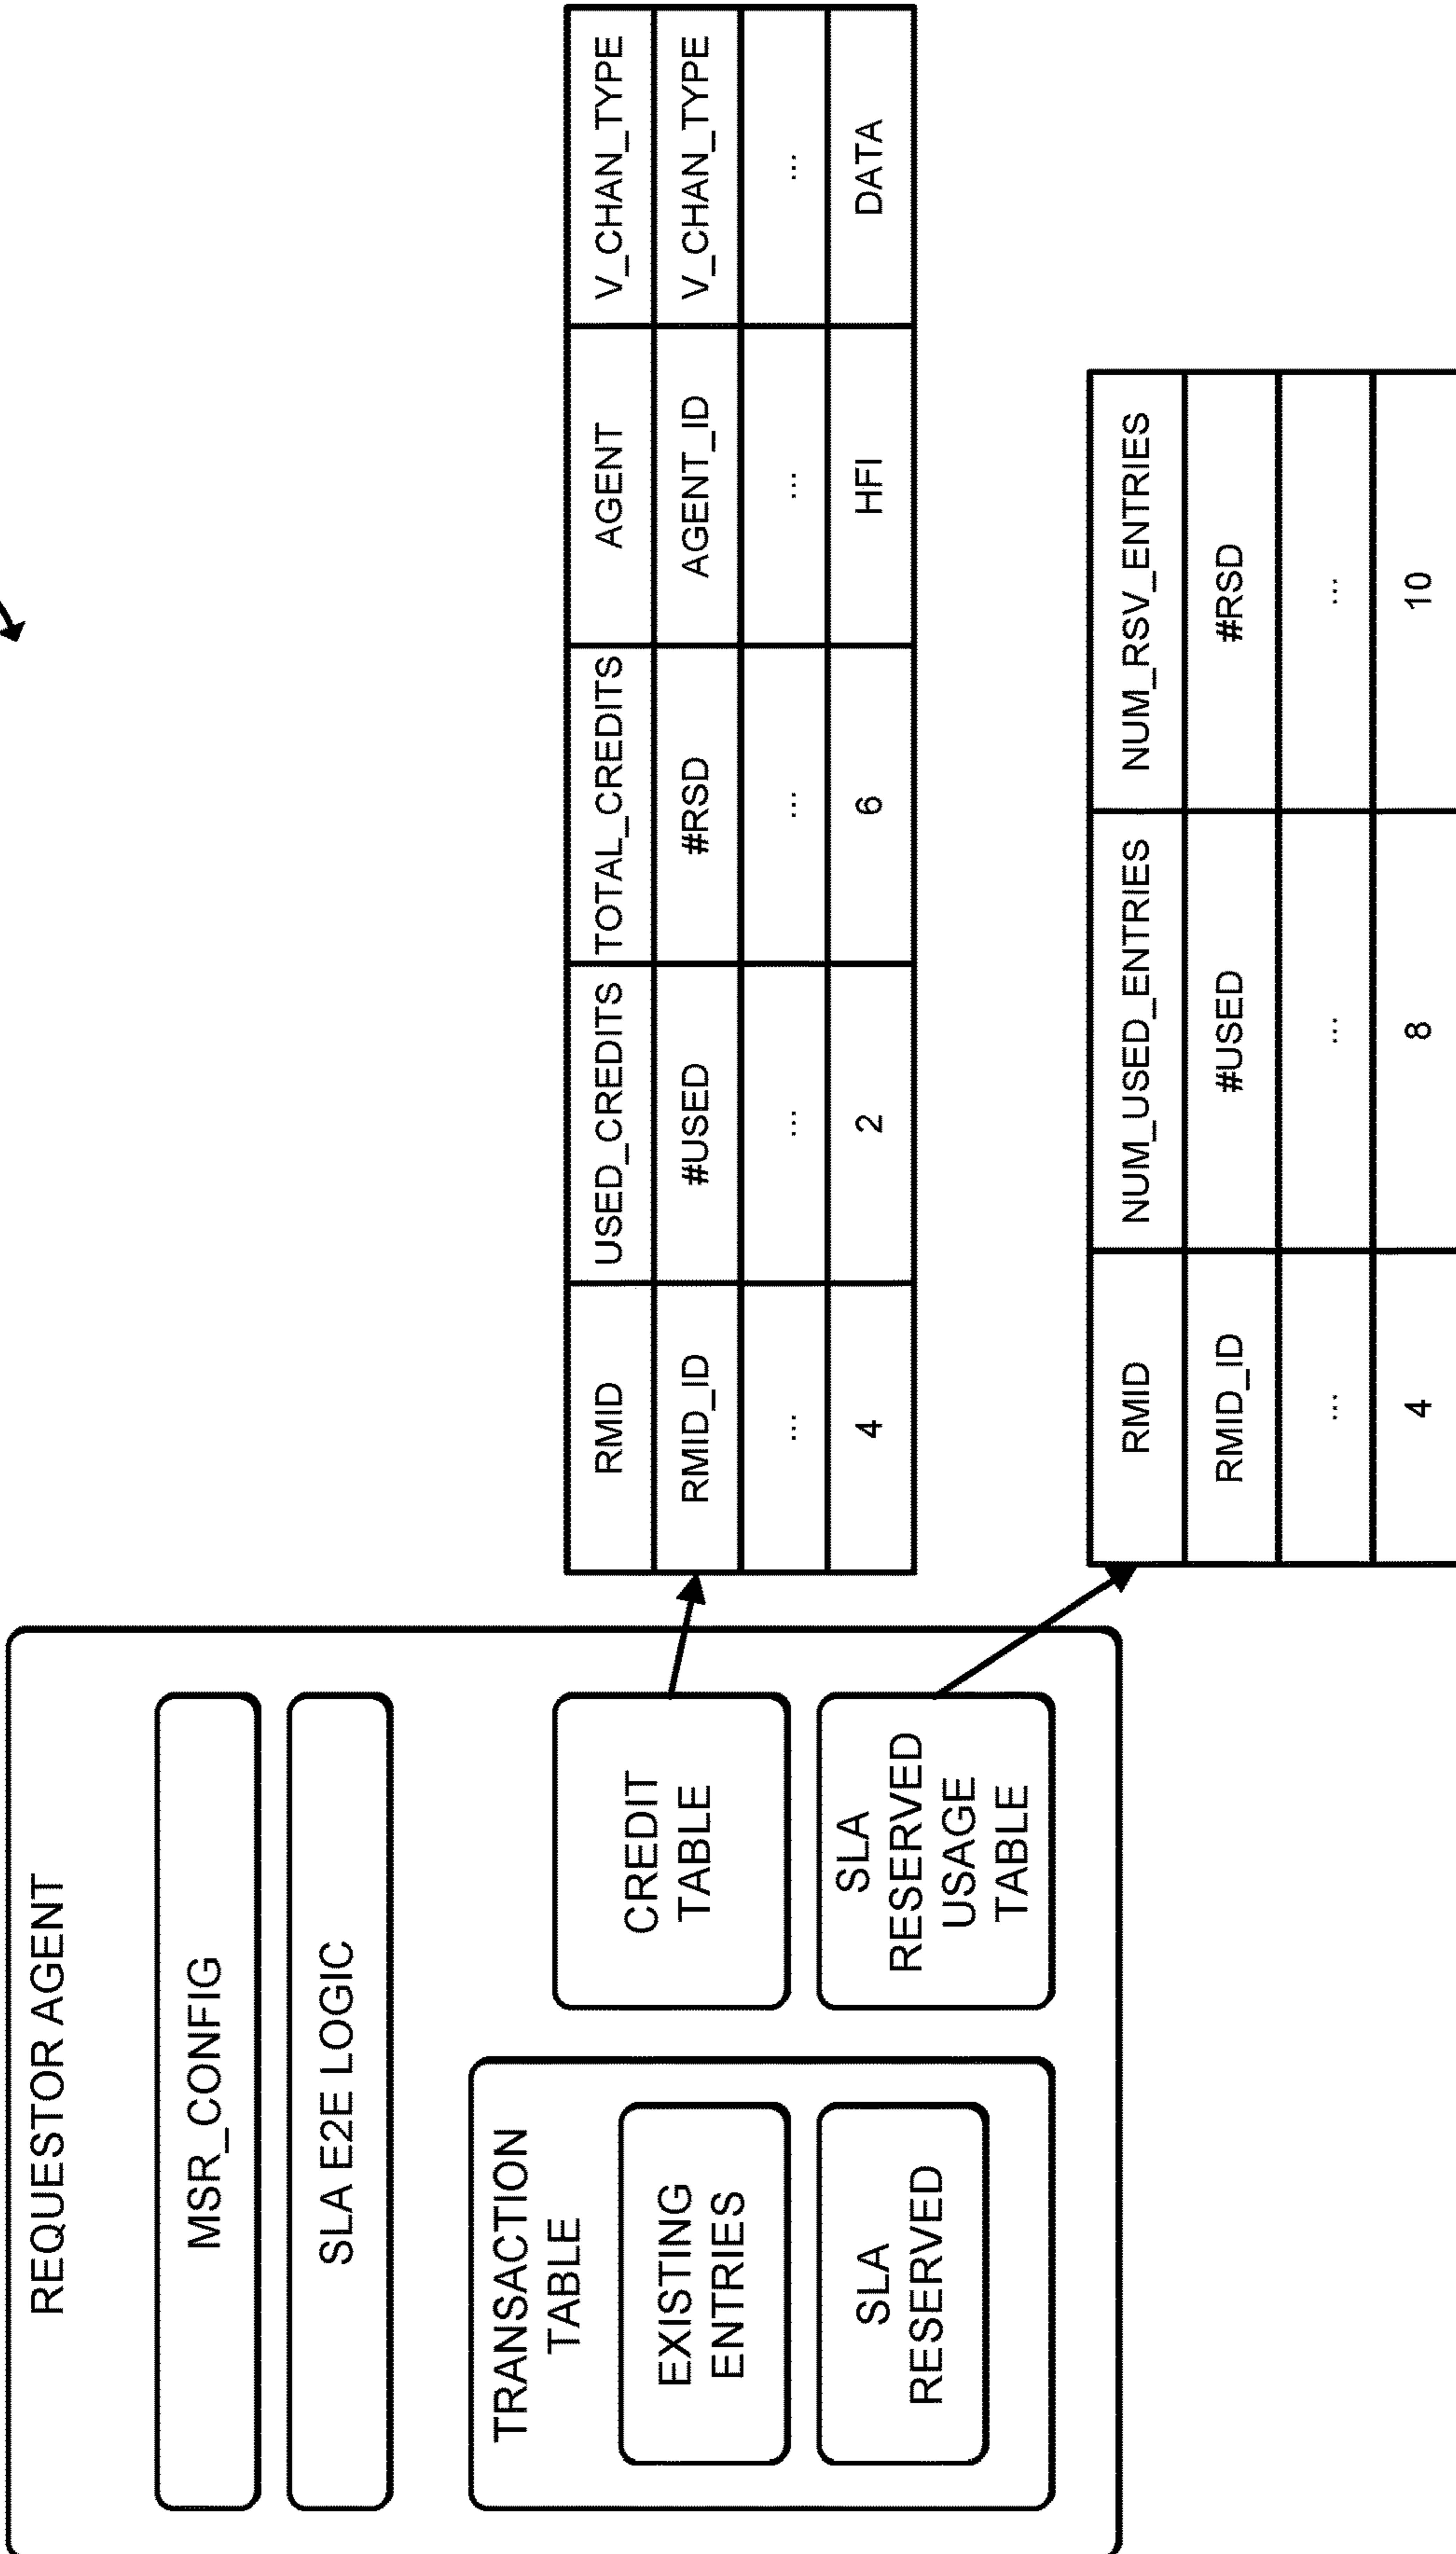 REQUESTOR AGENT
MSR_CONFIG
SLA E2E LOGIC
TRANSACTION
TABLE
EXISTING
ENTRIES
SLA
RESERVED
CREDIT
TABLE
SLA
RESERVED
USAGE
TABLE
RMID USED_CREDITS TOTAL_CREDITS AGENT V_CHAN_TYPE
RMID_ID #USED #RSD AGENT_ID V_CHAN_TYPE
... ... ... ... ...
4 2 6 HFI DATA
RMID NUM_USED_ENTRIES NUM_RSV_ENTRIES
RMID_ID #USED #RSD
... ... ...
4 8 10